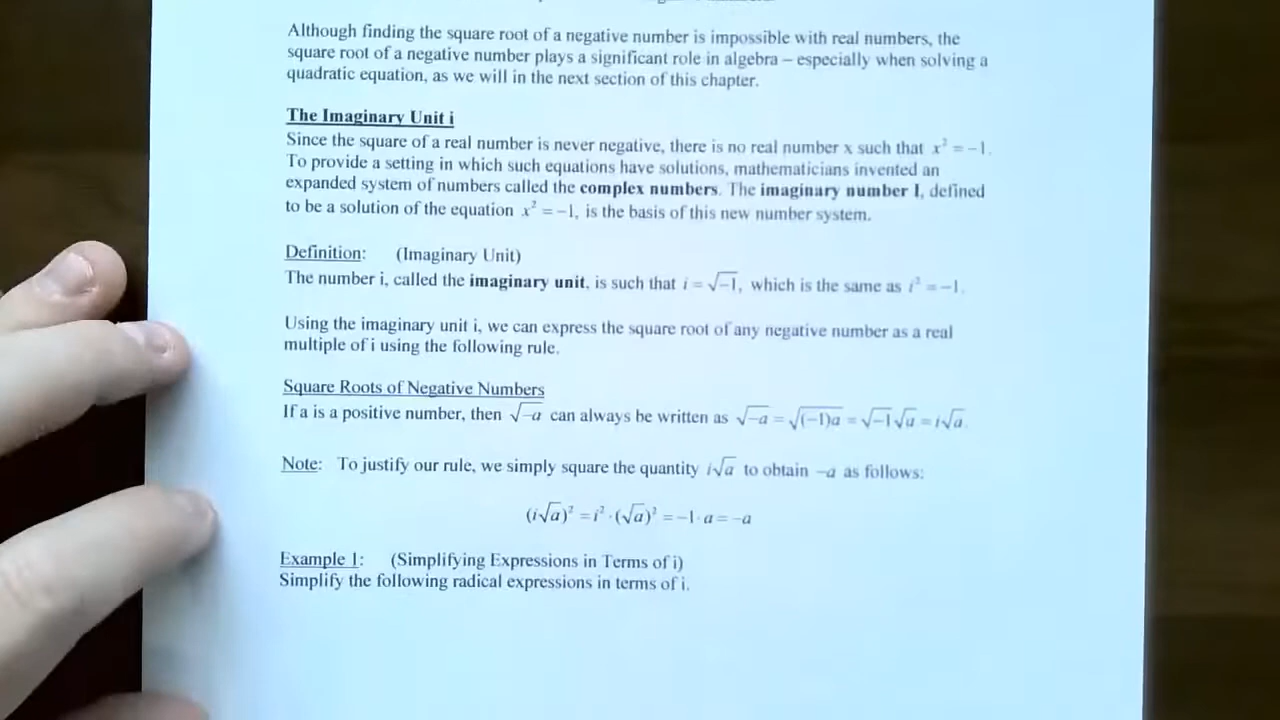 Although finding the square root of a negative number is impossible with real numbers, the
square root of a negative number plays a significant role in algebra – especially when solving a
quadratic equation, as we will in the next section of this chapter.
The Imaginary Unit i
Since the square of a real number is never negative, there is no real number x such that x² = −1.
To provide a setting in which such equations have solutions, mathematicians invented an
expanded system of numbers called the complex numbers. The imaginary number I, defined
to be a solution of the equation x² = −1, is the basis of this new number system.
Definition: (Imaginary Unit)
The number i, called the imaginary unit, is such that i = √−1, which is the same as i² = −1.
Using the imaginary unit i, we can express the square root of any negative number as a real
multiple of i using the following rule.
Square Roots of Negative Numbers
If a is a positive number, then √−a can always be written as √−a = √(−1)a = √−1√a = i√a.
Note: To justify our rule, we simply square the quantity i√a to obtain −a as follows:
(i√a)² = i² · (√a)² = −1 · a = −a
Example 1: (Simplifying Expressions in Terms of i)
Simplify the following radical expressions in terms of i.